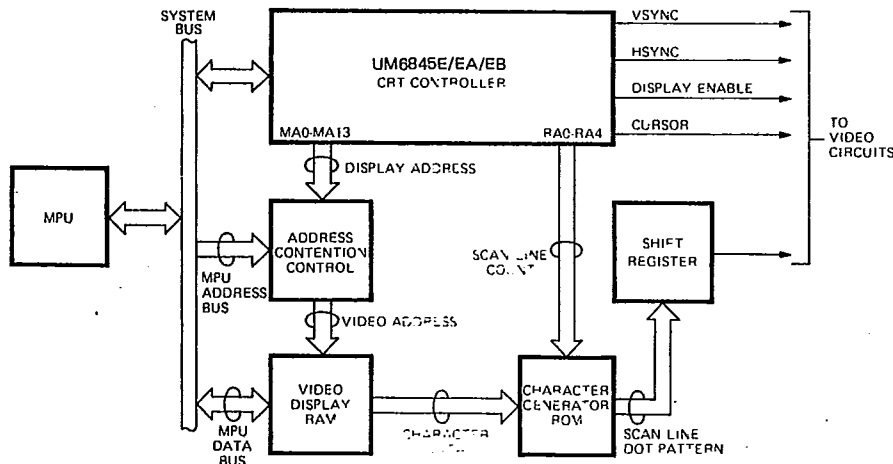 SYSTEM
BUS
UM6845E/EA/EB
CRT CONTROLLER
MA0-MA13
RA0-RA4
VSYNC
HSYNC
DISPLAY ENABLE
CURSOR
TO
VIDEO
CIRCUITS
DISPLAY ADDRESS
MPU
ADDRESS
CONTENTION
CONTROL
MPU
ADDRESS
BUS
SCAN LINE
COUNT
SHIFT
REGISTER
VIDEO ADDRESS
VIDEO
DISPLAY
RAM
MPU
DATA
BUS
CHARACTER
CHARACTER
GENERATOR
ROM
SCAN LINE
DOT PATTERN